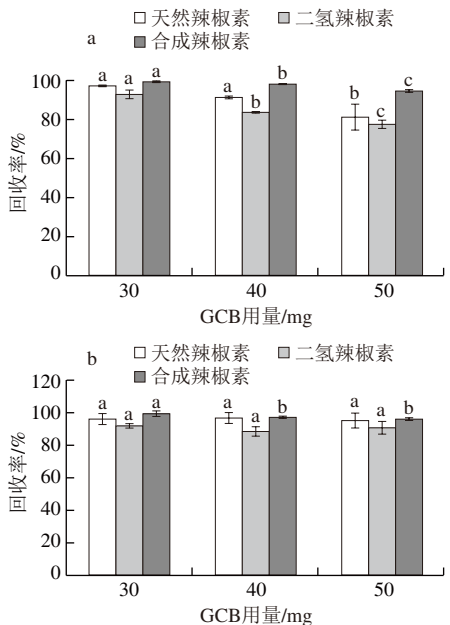 a
天然辣椒素 二氢辣椒素
合成辣椒素
回收率/%
100
80
60
40
20
0
a a a
a b b
b c c
30 40 50
GCB用量/mg
b
天然辣椒素 二氢辣椒素
合成辣椒素
回收率/%
120
100
80
60
40
20
0
a a a
a a b
a a b
30 40 50
GCB用量/mg